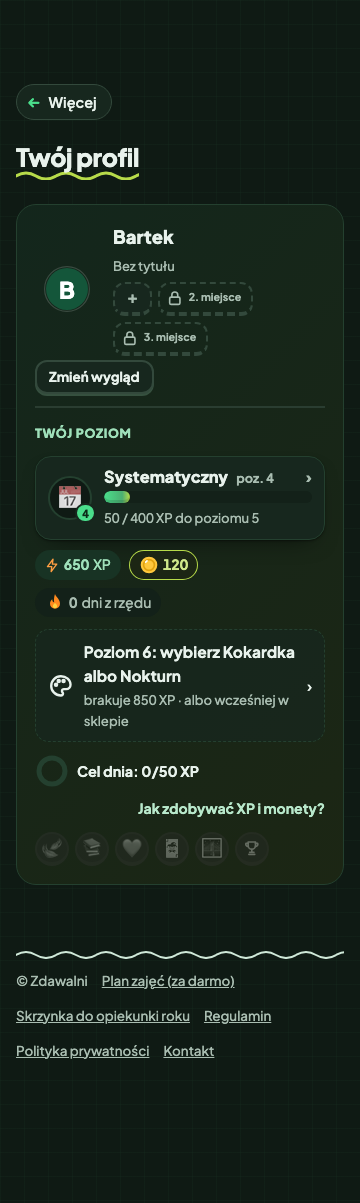 ← Więcej
Twój profil
Bartek
Bez tytułu
B
+ 2. miejsce
3. miejsce
Zmień wygląd
TWÓJ POZIOM
Systematyczny poz. 4 ›
17
4
50 / 400 XP do poziomu 5
650 XP 120
0 dni z rzędu
Poziom 6: wybierz Kokardka
albo Nokturn
brakuje 850 XP · albo wcześniej w
sklepie
›
Cel dnia: 0/50 XP
Jak zdobywać XP i monety?
© Zdawalni Plan zajęć (za darmo)
Skrzynka do opiekunki roku Regulamin
Polityka prywatności Kontakt